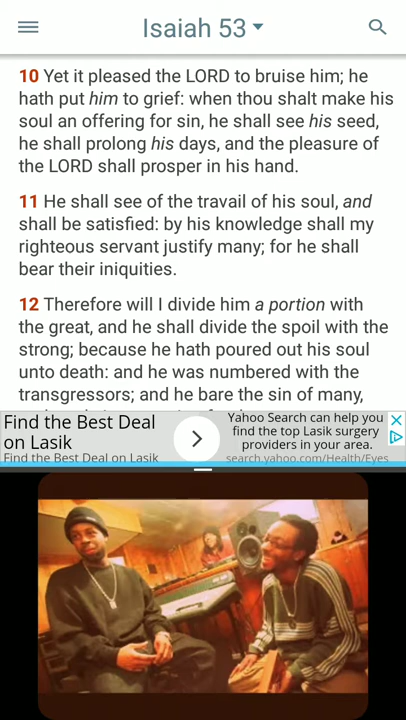 Isaiah 53
10 Yet it pleased the LORD to bruise him; he
hath put him to grief: when thou shalt make his
soul an offering for sin, he shall see his seed,
he shall prolong his days, and the pleasure of
the LORD shall prosper in his hand.
11 He shall see of the travail of his soul, and
shall be satisfied: by his knowledge shall my
righteous servant justify many; for he shall
bear their iniquities.
12 Therefore will I divide him a portion with
the great, and he shall divide the spoil with the
strong; because he hath poured out his soul
unto death: and he was numbered with the
transgressors; and he bare the sin of many,
Find the Best Deal
on Lasik
Find the Best Deal on Lasik
Yahoo Search can help you
find the top Lasik surgery
providers in your area.
search.yahoo.com/Health/Eyes